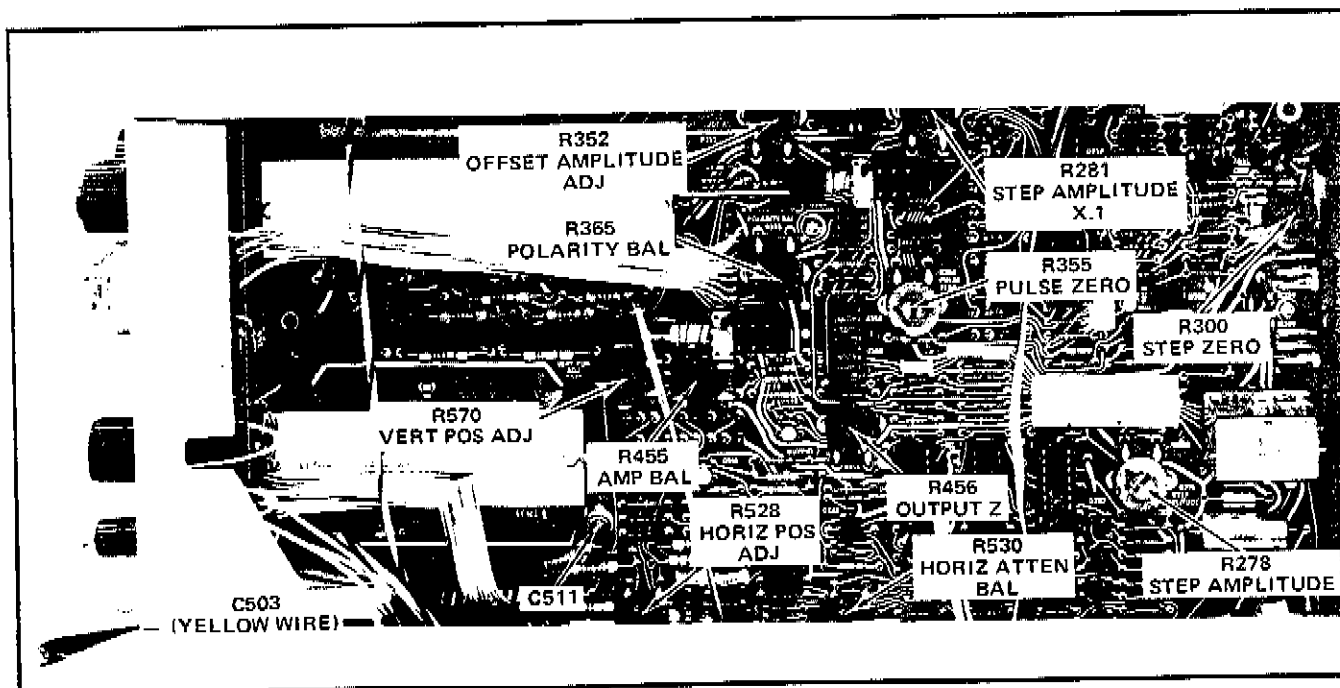 R352
OFFSET AMPLITUDE
ADJ
R281
STEP AMPLITUDE
X.1
R365
POLARITY BAL
R355
PULSE ZERO
R300
STEP ZERO
R570
VERT POS ADJ
R455
AMP BAL
R456
OUTPUT Z
R528
HORIZ POS
ADJ
R530
HORIZ ATTEN
BAL
R278
STEP AMPLITUDE
C511
C503
(YELLOW WIRE)